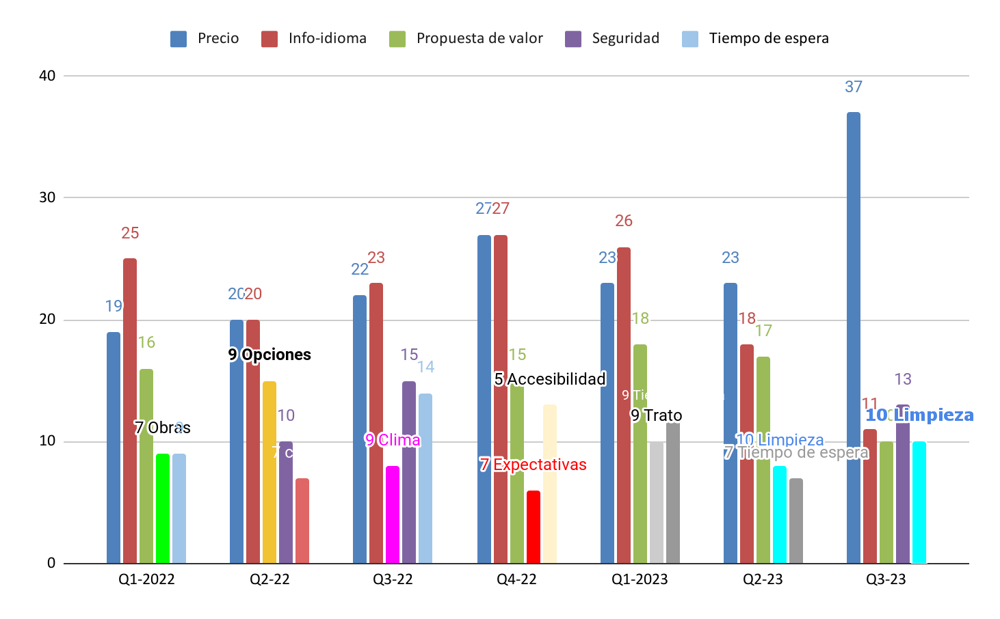 Precio Info-idioma Propuesta de valor Seguridad Tiempo de espera
40
37
30
27 27
26
25
23 23
22 23
20 20
19
20
18
18
17
16
9 Opciones
15
15
14
5 Accesibilidad
13
11
9 Trato
10
10 Limpieza
7 Obras
9
10
9 Clima
10 Limpieza
7 c
7 Tiempo de espera
7 Expectativas
0
Q1-2022 Q2-22 Q3-22 Q4-22 Q1-2023 Q2-23 Q3-23